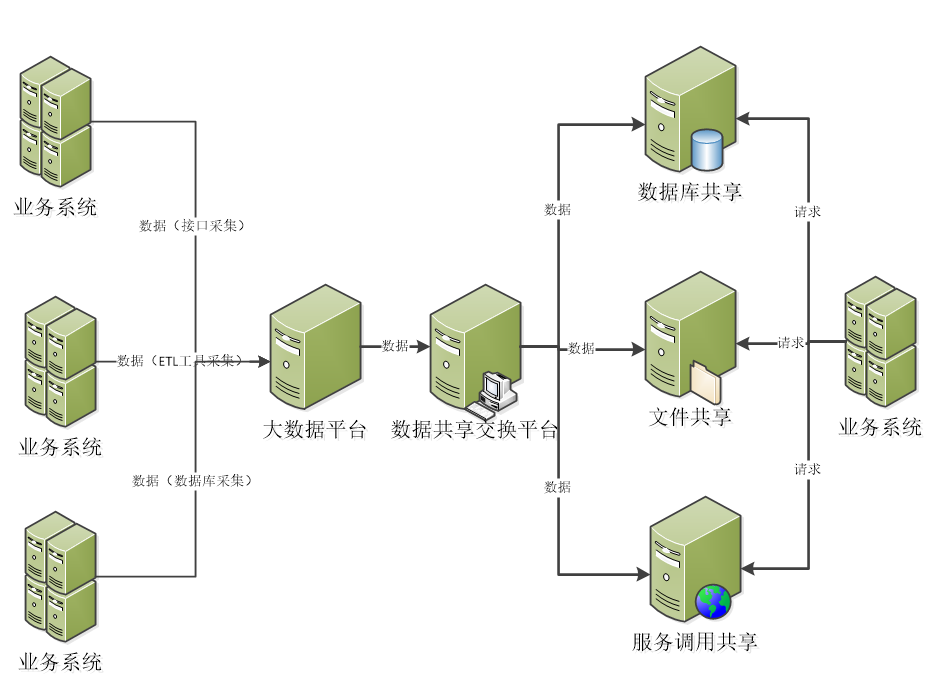 业务系统
数据（接口采集）
业务系统
数据（ETL工具采集）
业务系统
数据（数据库采集）
大数据平台
数据
数据共享交换平台
数据
数据
数据
数据库共享
文件共享
服务调用共享
请求
请求
请求
业务系统